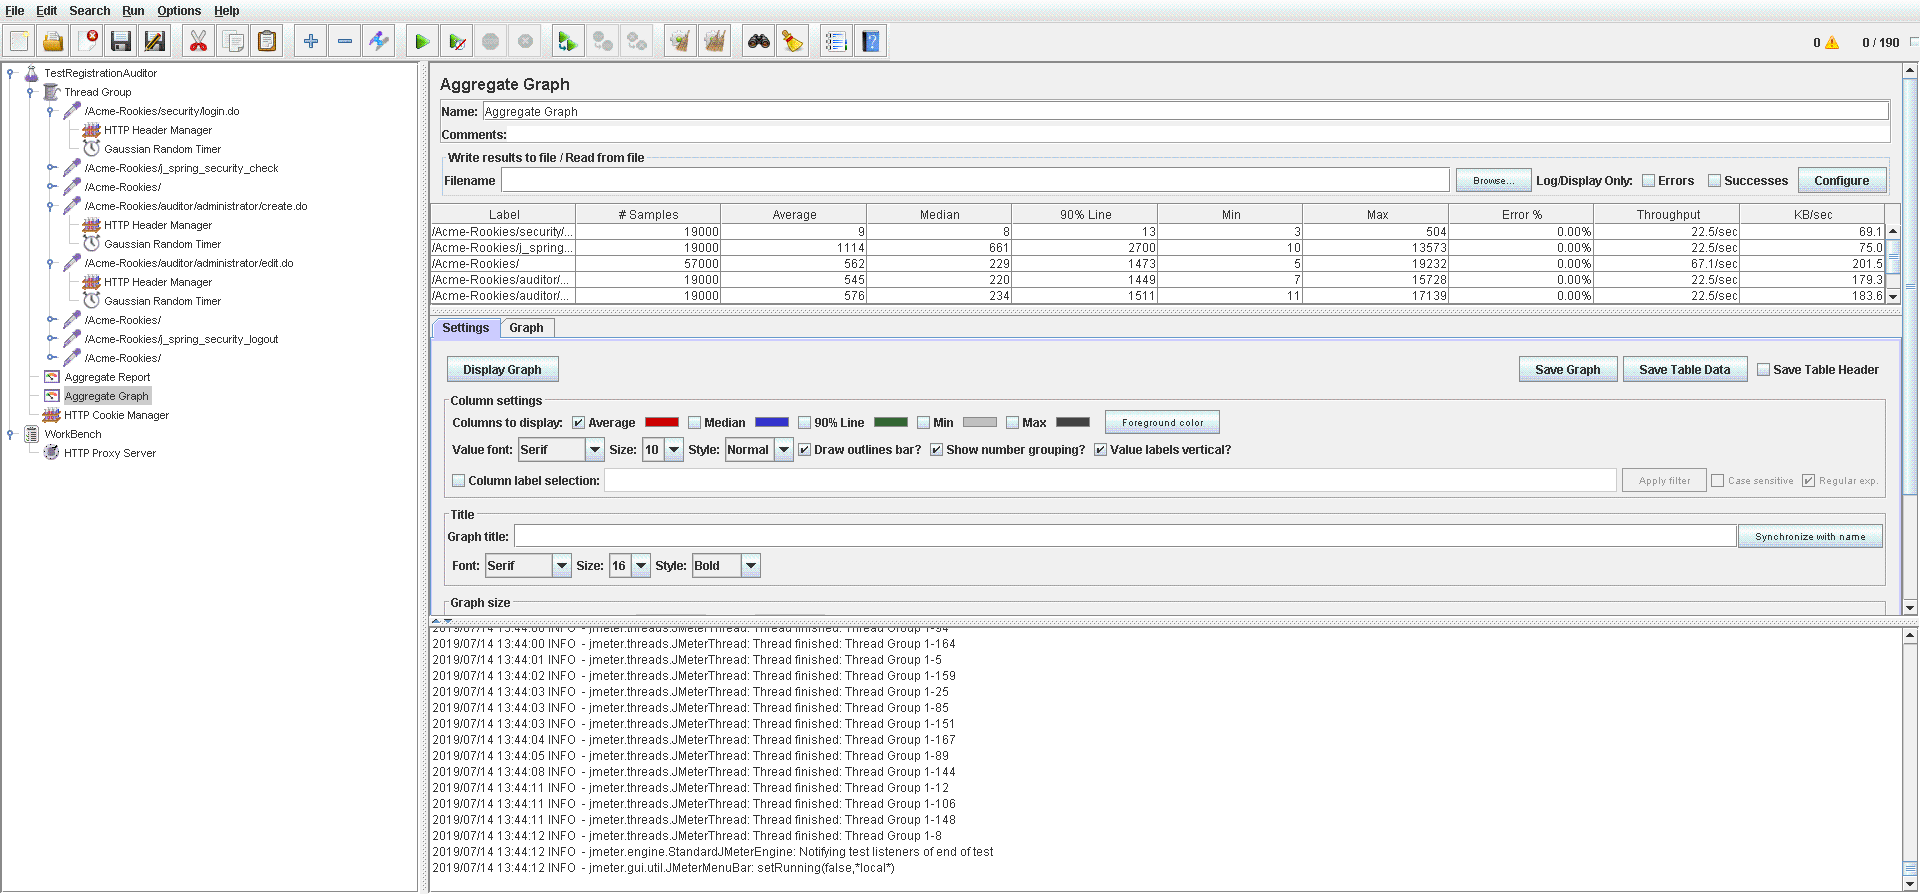 File Edit Search Run Options Help
0 0 / 190
TestRegistrationAuditor
Thread Group
/Acme-Rookies/security/login.do
HTTP Header Manager
Gaussian Random Timer
/Acme-Rookies/j_spring_security_check
/Acme-Rookies/
/Acme-Rookies/auditor/administrator/create.do
HTTP Header Manager
Gaussian Random Timer
/Acme-Rookies/auditor/administrator/edit.do
HTTP Header Manager
Gaussian Random Timer
/Acme-Rookies/
/Acme-Rookies/j_spring_security_logout
/Acme-Rookies/
Aggregate Report
Aggregate Graph
HTTP Cookie Manager
WorkBench
HTTP Proxy Server
Aggregate Graph
Name: Aggregate Graph
Comments:
Write results to file / Read from file
Filename Browse... Log/Display Only: Errors Successes Configure
Label # Samples Average Median 90% Line Min Max Error % Throughput KB/sec
/Acme-Rookies/security/... 19000 9 8 13 3 504 0.00% 22.5/sec 69.1
/Acme-Rookies/j_spring... 19000 1114 661 2700 10 13573 0.00% 22.5/sec 75.0
/Acme-Rookies/ 57000 562 229 1473 5 19232 0.00% 67.1/sec 201.5
/Acme-Rookies/auditor/... 19000 545 220 1449 7 15728 0.00% 22.5/sec 179.3
/Acme-Rookies/auditor/... 19000 576 234 1511 11 17139 0.00% 22.5/sec 183.6
Settings Graph
Display Graph Save Graph Save Table Data Save Table Header
Column settings
Columns to display: Average Median 90% Line Min Max Foreground color
Value font: Serif Size: 10 Style: Normal Draw outlines bar? Show number grouping? Value labels vertical?
Column label selection: Apply filter Case sensitive Regular exp.
Title
Graph title: Synchronize with name
Font: Serif Size: 16 Style: Bold
Graph size
2019/07/14 13:44:00 INFO - jmeter.threads.JMeterThread: Thread finished: Thread Group 1-94
2019/07/14 13:44:00 INFO - jmeter.threads.JMeterThread: Thread finished: Thread Group 1-164
2019/07/14 13:44:01 INFO - jmeter.threads.JMeterThread: Thread finished: Thread Group 1-5
2019/07/14 13:44:02 INFO - jmeter.threads.JMeterThread: Thread finished: Thread Group 1-159
2019/07/14 13:44:03 INFO - jmeter.threads.JMeterThread: Thread finished: Thread Group 1-25
2019/07/14 13:44:03 INFO - jmeter.threads.JMeterThread: Thread finished: Thread Group 1-85
2019/07/14 13:44:03 INFO - jmeter.threads.JMeterThread: Thread finished: Thread Group 1-151
2019/07/14 13:44:04 INFO - jmeter.threads.JMeterThread: Thread finished: Thread Group 1-167
2019/07/14 13:44:05 INFO - jmeter.threads.JMeterThread: Thread finished: Thread Group 1-89
2019/07/14 13:44:08 INFO - jmeter.threads.JMeterThread: Thread finished: Thread Group 1-144
2019/07/14 13:44:11 INFO - jmeter.threads.JMeterThread: Thread finished: Thread Group 1-12
2019/07/14 13:44:11 INFO - jmeter.threads.JMeterThread: Thread finished: Thread Group 1-106
2019/07/14 13:44:11 INFO - jmeter.threads.JMeterThread: Thread finished: Thread Group 1-148
2019/07/14 13:44:12 INFO - jmeter.threads.JMeterThread: Thread finished: Thread Group 1-8
2019/07/14 13:44:12 INFO - jmeter.engine.StandardJMeterEngine: Notifying test listeners of end of test
2019/07/14 13:44:12 INFO - jmeter.gui.util.JMeterMenuBar: setRunning(false,*local*)